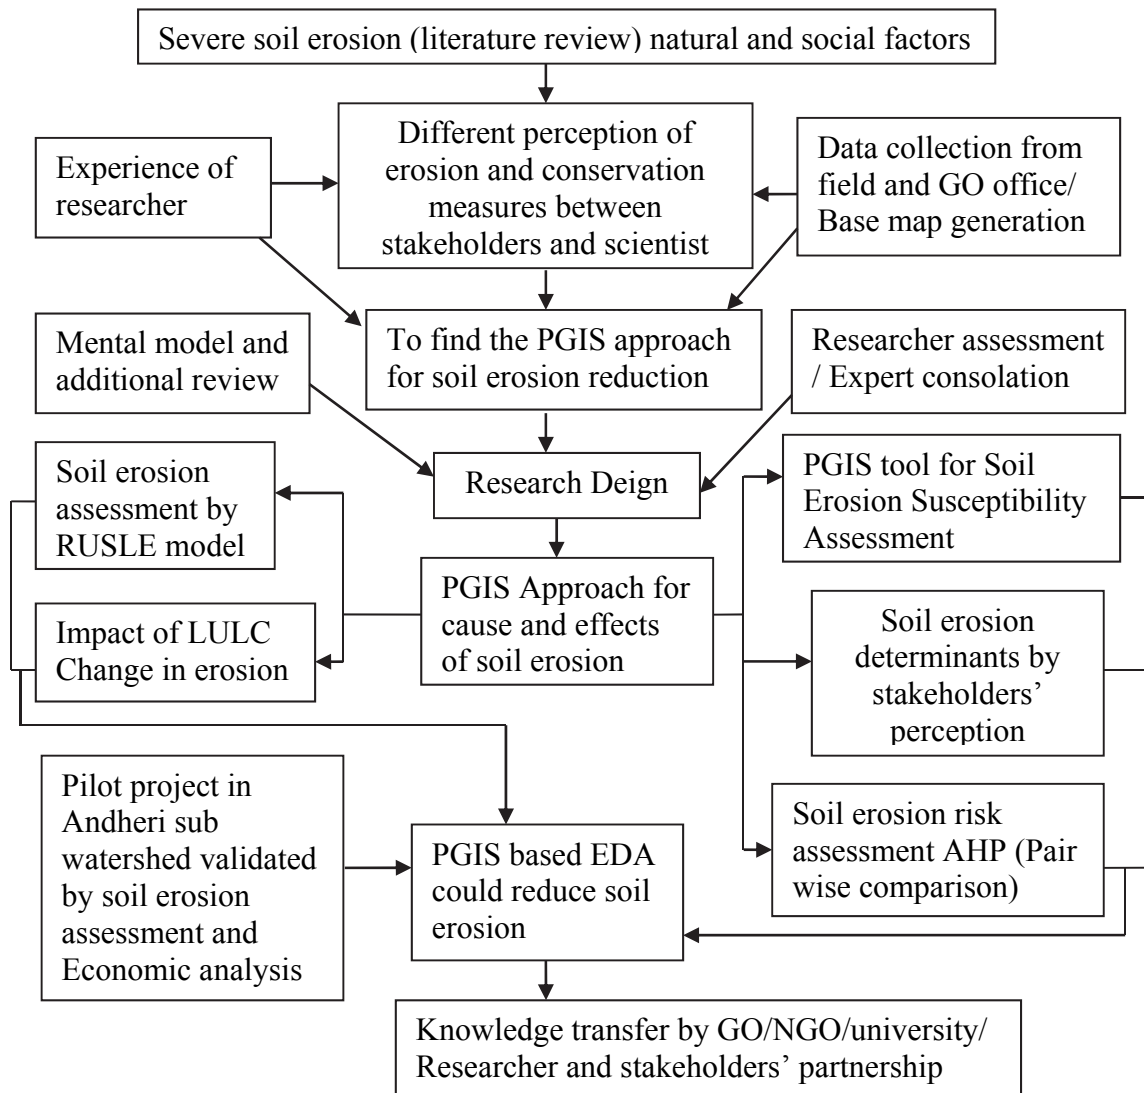 Severe soil erosion (literature review) natural and social factors
Different perception of
erosion and conservation
measures between
stakeholders and scientist
Experience of
researcher
Data collection from
field and GO office/
Base map generation
To find the PGIS approach
for soil erosion reduction
Mental model and
additional review
Researcher assessment
/ Expert consolation
Research Deign
Soil erosion
assessment by
RUSLE model
PGIS tool for Soil
Erosion Susceptibility
Assessment
PGIS Approach for
cause and effects
of soil erosion
Impact of LULC
Change in erosion
Soil erosion
determinants by
stakeholders’
perception
Pilot project in
Andheri sub
watershed validated
by soil erosion
assessment and
Economic analysis
PGIS based EDA
could reduce soil
erosion
Soil erosion risk
assessment AHP (Pair
wise comparison)
Knowledge transfer by GO/NGO/university/
Researcher and stakeholders’ partnership